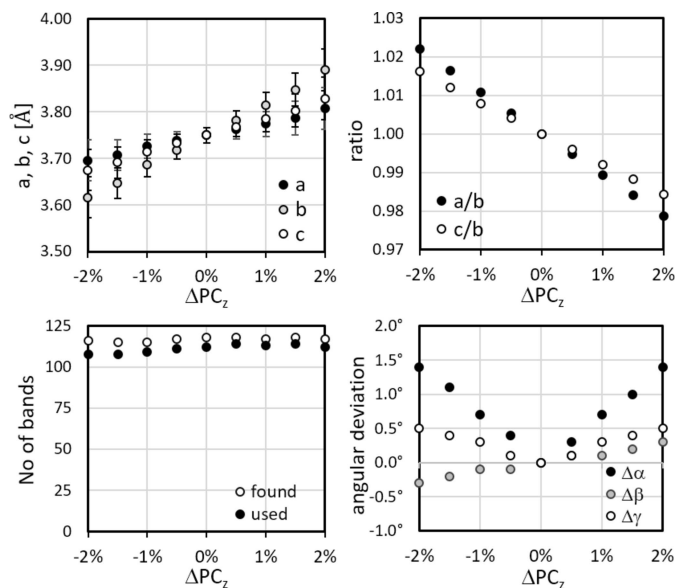 4.00
3.90
3.80
3.70
3.60
3.50
a, b, c [Å]
a
b
c
-2% -1% 0% 1% 2%
ΔPCz
1.03
1.02
1.01
1.00
0.99
0.98
0.97
ratio
a/b
c/b
-2% -1% 0% 1% 2%
ΔPCz
125
100
75
50
25
0
No of bands
found
used
-2% -1% 0% 1% 2%
ΔPCz
2.0°
1.5°
1.0°
0.5°
0.0°
-0.5°
-1.0°
angular deviation
Δα
Δβ
Δγ
-2% -1% 0% 1% 2%
ΔPCz